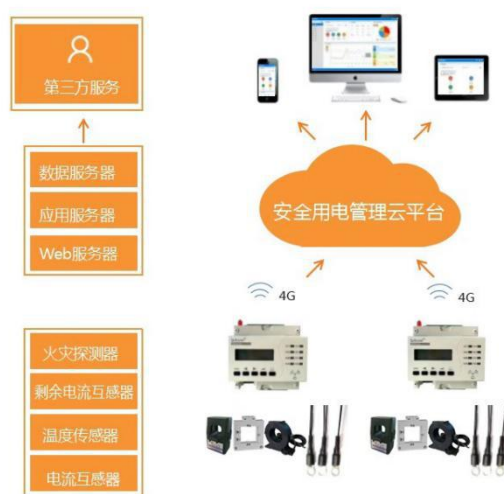 第三方服务
数据服务器
应用服务器
Web服务器
安全用电管理云平台
4G
4G
火灾探测器
剩余电流互感器
温度传感器
电流互感器